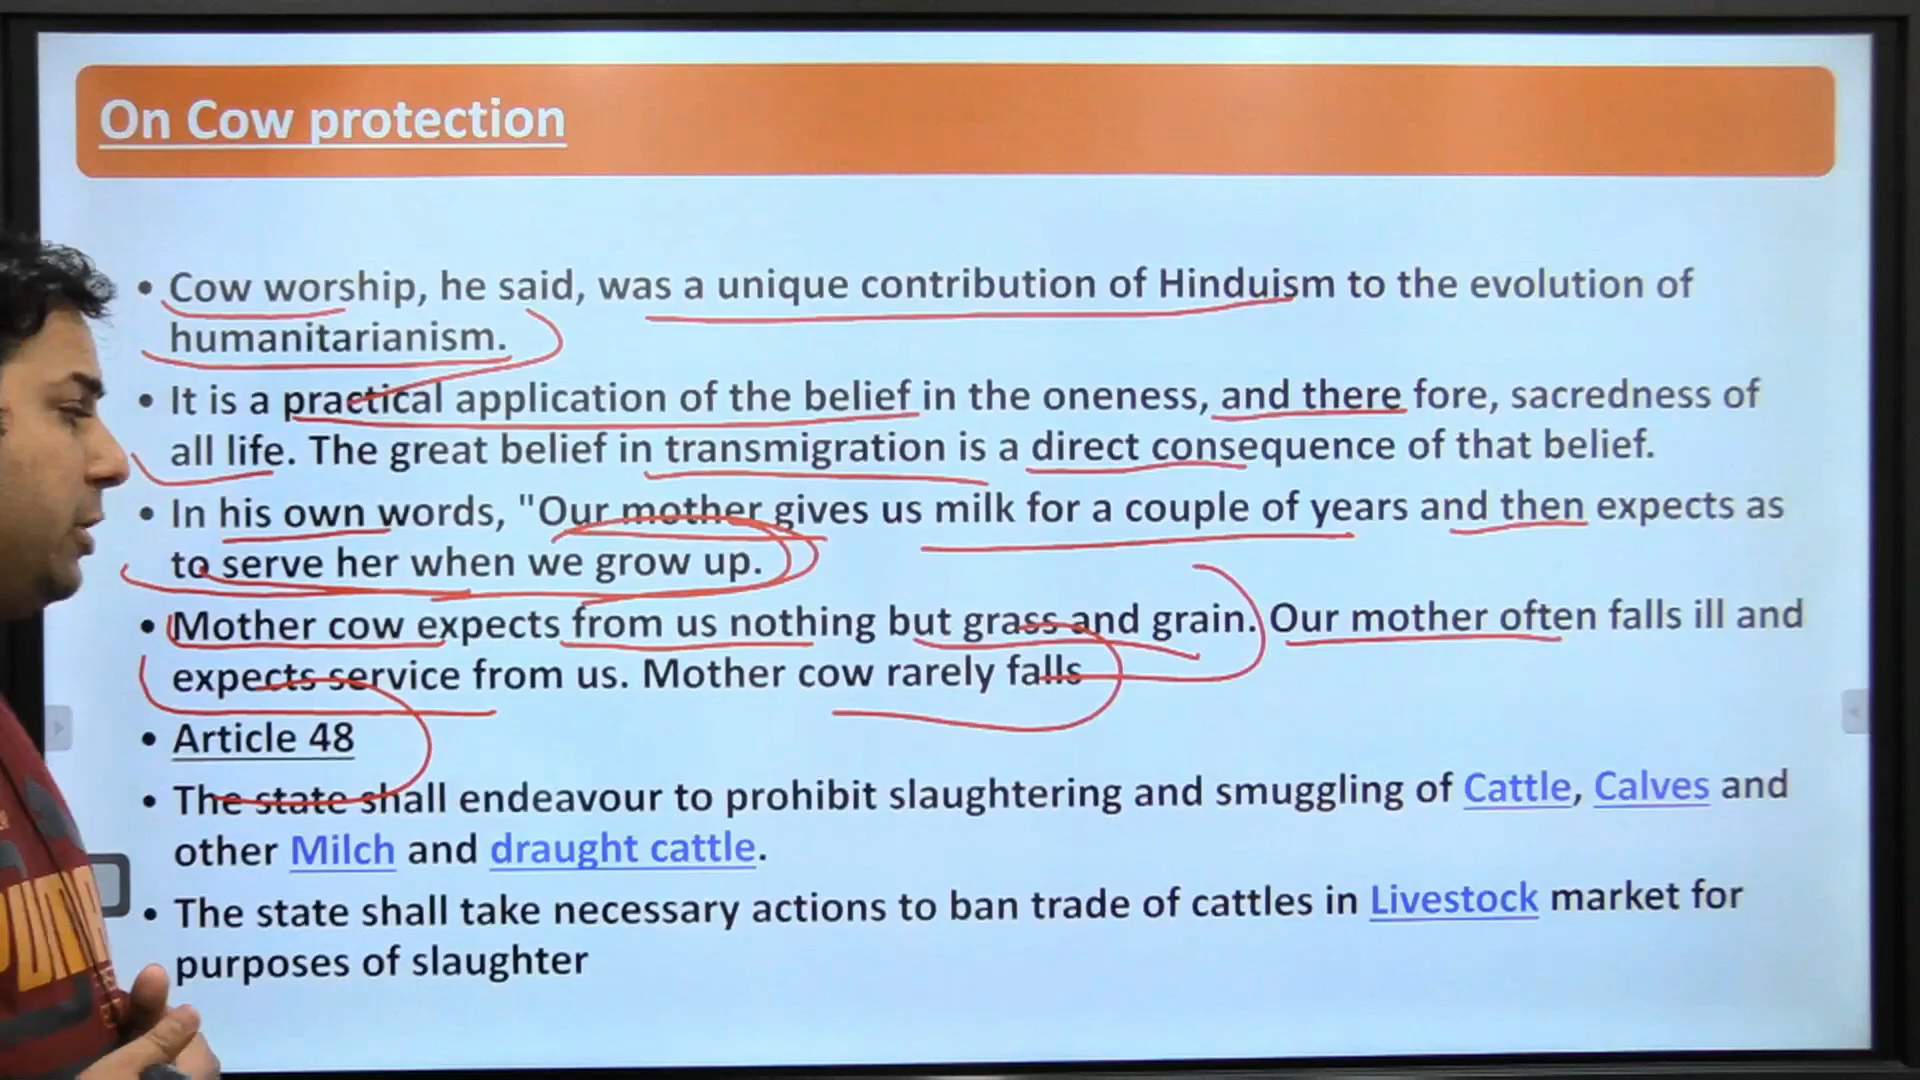 On Cow protection
• Cow worship, he said, was a unique contribution of Hinduism to the evolution of
humanitarianism.
• It is a practical application of the belief in the oneness, and there fore, sacredness of
all life. The great belief in transmigration is a direct consequence of that belief.
• In his own words, "Our mother gives us milk for a couple of years and then expects as
to serve her when we grow up.
• Mother cow expects from us nothing but grass and grain. Our mother often falls ill and
expects service from us. Mother cow rarely falls
• Article 48
• The state shall endeavour to prohibit slaughtering and smuggling of Cattle, Calves and
other Milch and draught cattle.
• The state shall take necessary actions to ban trade of cattles in Livestock market for
purposes of slaughter